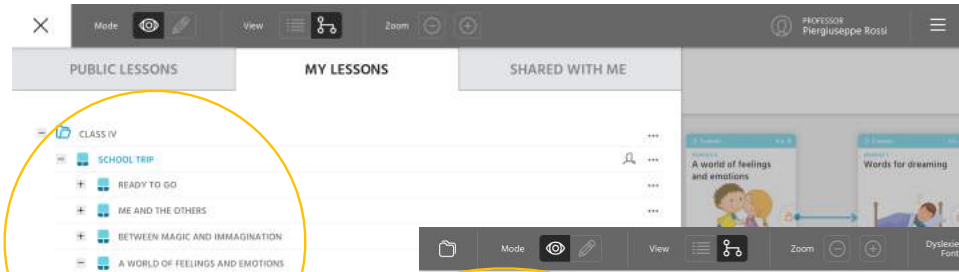 Mode View Zoom PROFESSOR
Piergiuseppe Rossi
PUBLIC LESSONS MY LESSONS SHARED WITH ME
CLASS IV
SCHOOL TRIP
READY TO GO
ME AND THE OTHERS
BETWEEN MAGIC AND IMMAGINATION
A WORLD OF FEELINGS AND EMOTIONS
A world of feelings
and emotions
Words for dreaming
Mode View Zoom Dyslexie
Font